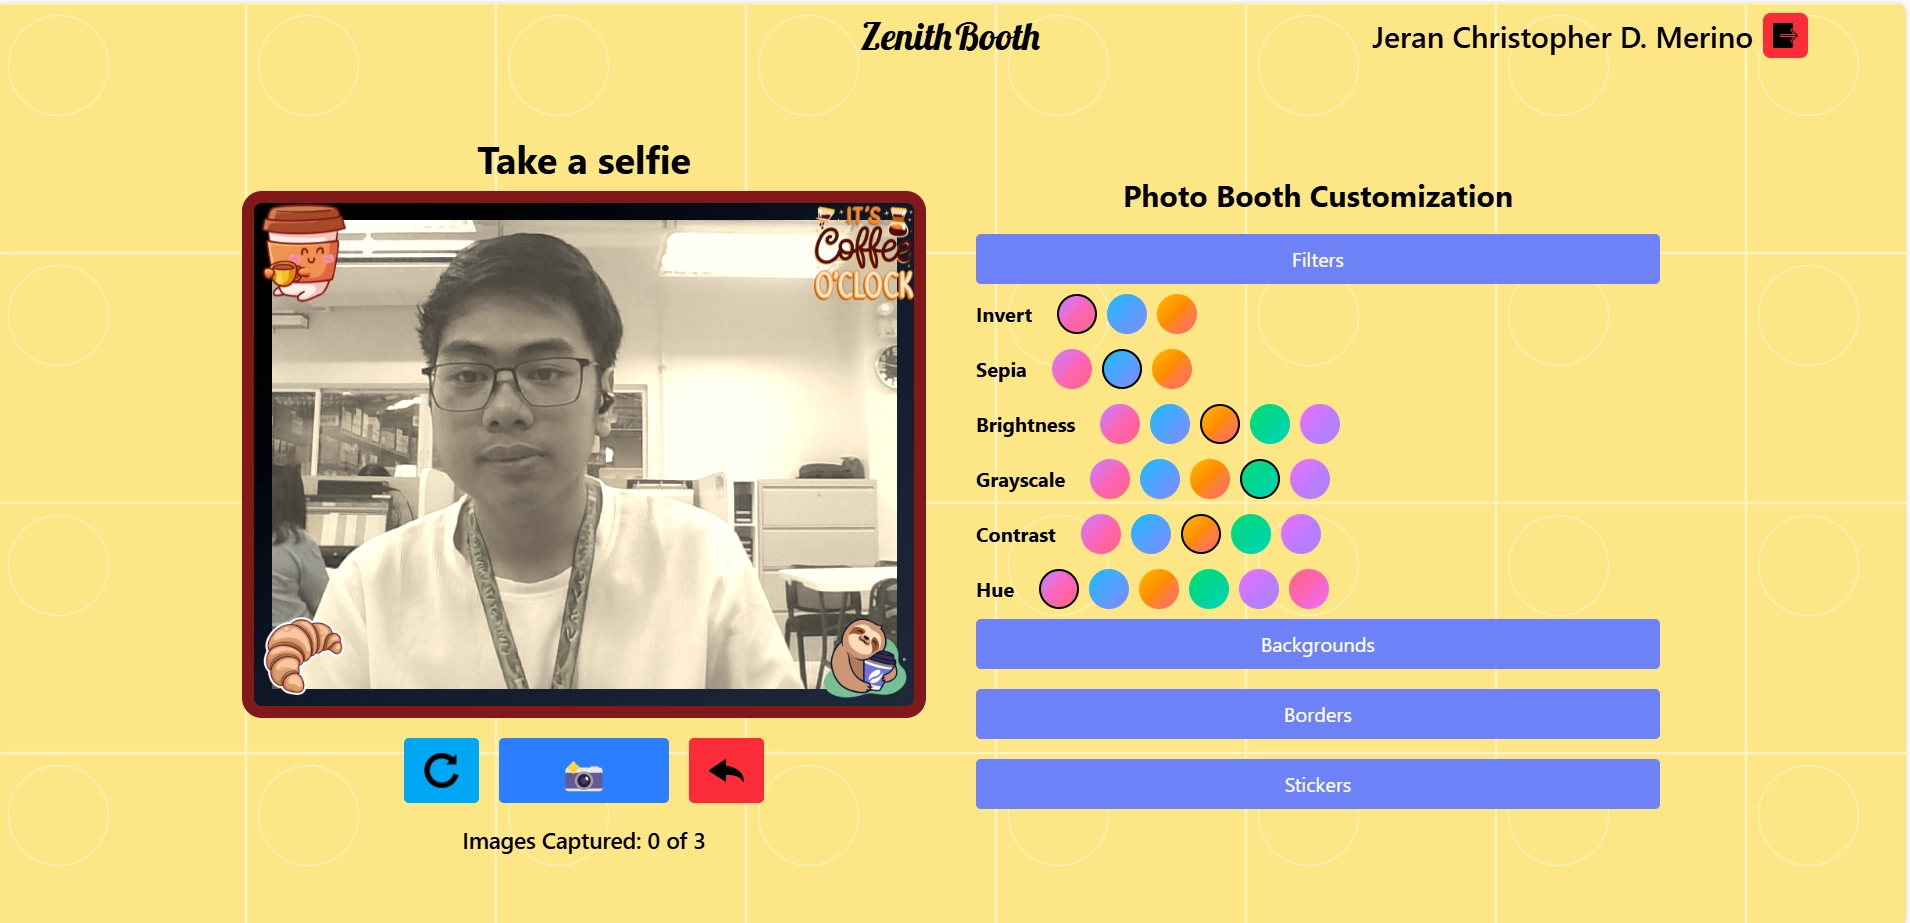 Zenith Booth
Jeran Christopher D. Merino
Take a selfie
IT'S
Coffee
O'CLOCK
Images Captured: 0 of 3
Photo Booth Customization
Filters
Invert
Sepia
Brightness
Grayscale
Contrast
Hue
Backgrounds
Borders
Stickers